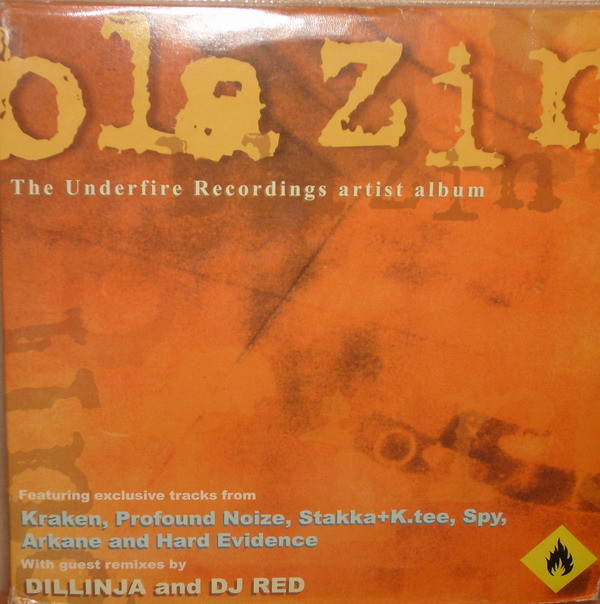 blazin
The Underfire Recordings artist album
Featuring exclusive tracks from
Kraken, Profound Noize, Stakka+K.tee, Spy,
Arkane and Hard Evidence
With guest remixes by
DILLINJA and DJ RED